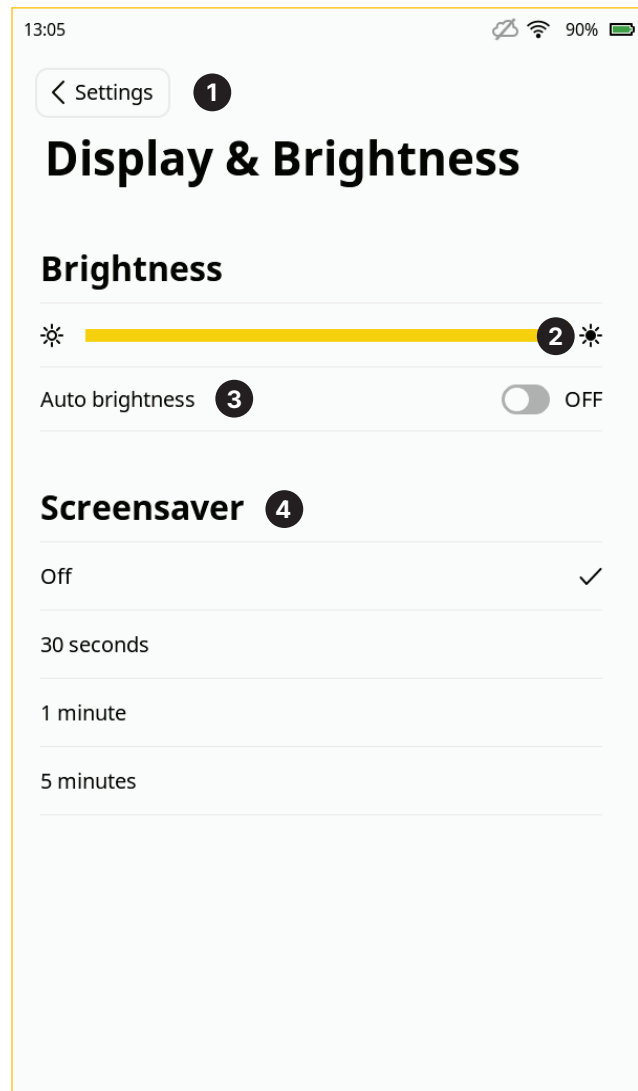 13:05 90%
Settings 1
Display & Brightness
Brightness
2
Auto brightness 3 OFF
Screensaver 4
Off
30 seconds
1 minute
5 minutes